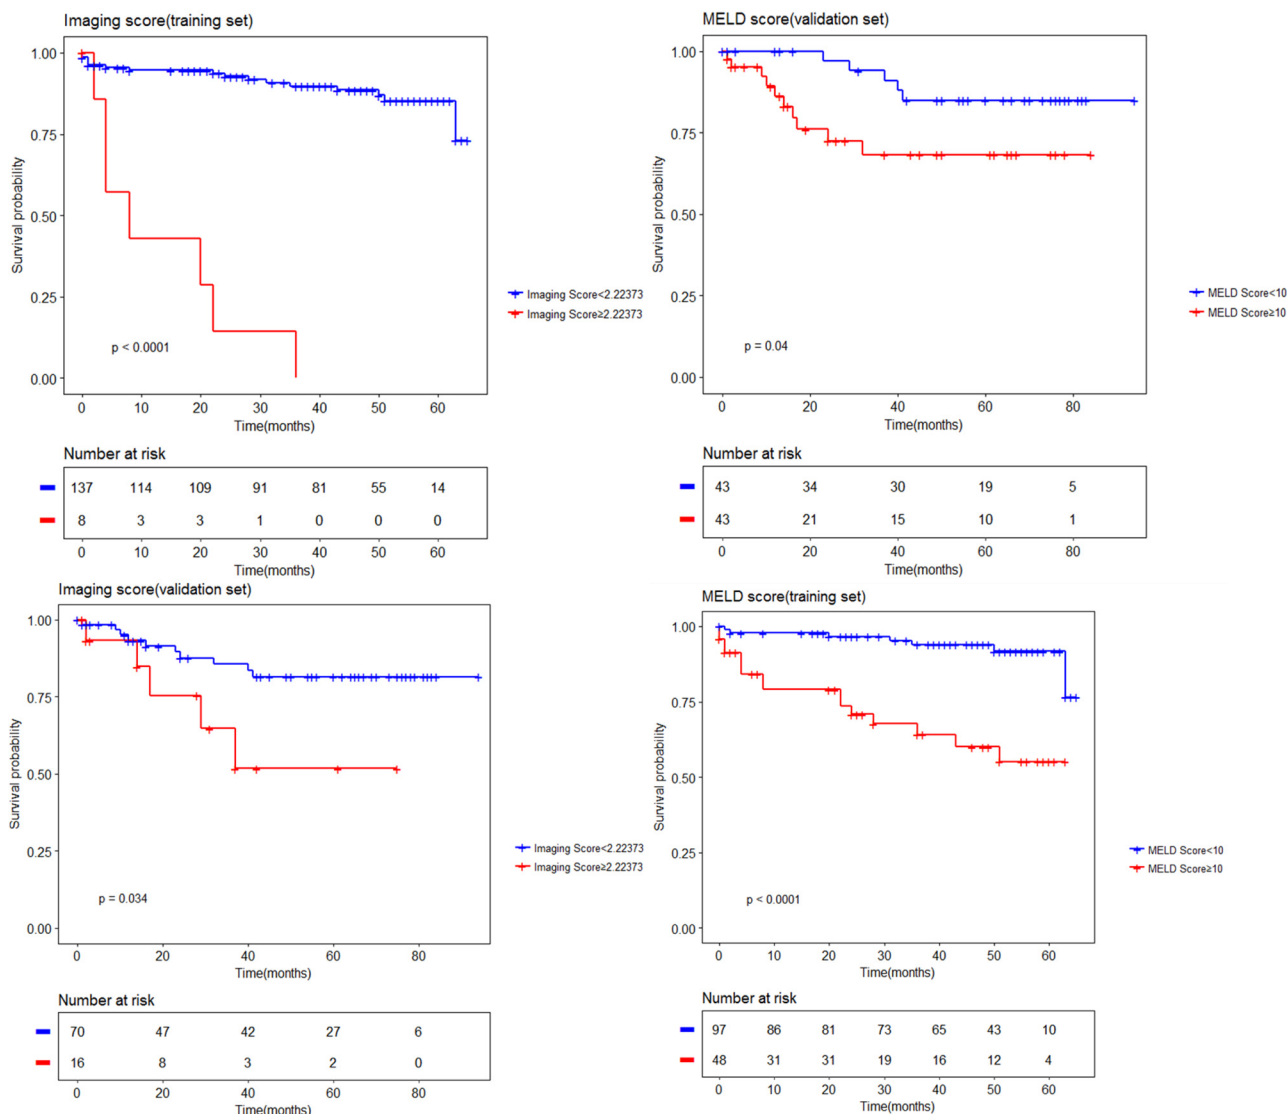 Imaging score(training set)
1.00
0.75
0.50
0.25
0.00
Survival probability
p < 0.0001
0 10 20 30 40 50 60
Time(months)
Imaging Score<2.22373
Imaging Score≥2.22373
Number at risk
137 114 109 91 81 55 14
8 3 3 1 0 0 0
0 10 20 30 40 50 60
Time(months)
MELD score(validation set)
1.00
0.75
0.50
0.25
0.00
Survival probability
p = 0.04
0 20 40 60 80
Time(months)
MELD Score<10
MELD Score≥10
Number at risk
43 34 30 19 5
43 21 15 10 1
0 20 40 60 80
Time(months)
Imaging score(validation set)
1.00
0.75
0.50
0.25
0.00
Survival probability
p = 0.034
0 20 40 60 80
Time(months)
Imaging Score<2.22373
Imaging Score≥2.22373
Number at risk
70 47 42 27 6
16 8 3 2 0
0 20 40 60 80
Time(months)
MELD score(training set)
1.00
0.75
0.50
0.25
0.00
Survival probability
p < 0.0001
0 10 20 30 40 50 60
Time(months)
MELD Score<10
MELD Score≥10
Number at risk
97 86 81 73 65 43 10
48 31 31 19 16 12 4
0 10 20 30 40 50 60
Time(months)